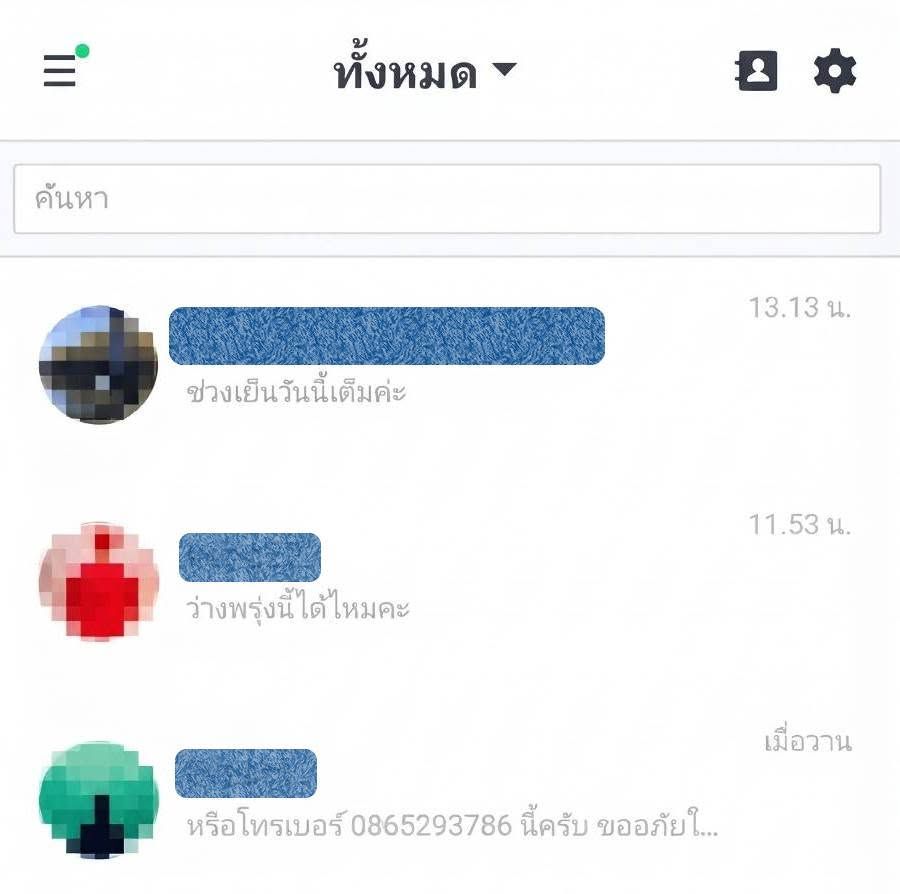 ทั้งหมด
ค้นหา
13.13 น.
ช่วงเย็นวันนี้เต็มค่ะ
11.53 น.
ว่างพรุ่งนี้ได้ไหมคะ
เมื่อวาน
หรือโทรเบอร์ 0865293786 นี้ครับ ขออภัยใ...